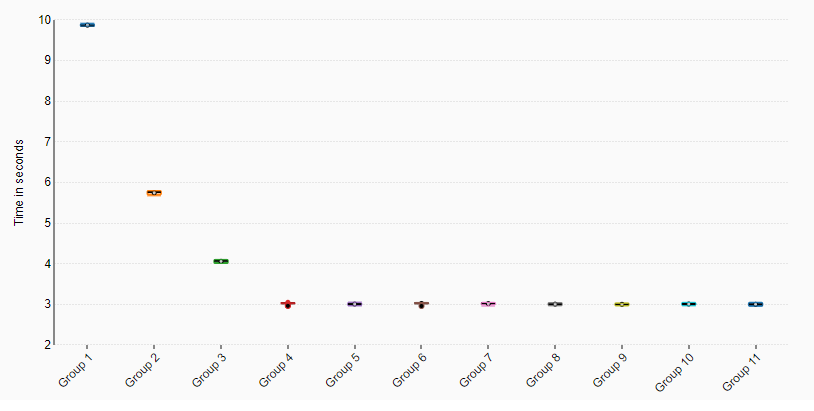 Time in seconds
10
9
8
7
6
5
4
3
2
Group 1
Group 2
Group 3
Group 4
Group 5
Group 6
Group 7
Group 8
Group 9
Group 10
Group 11